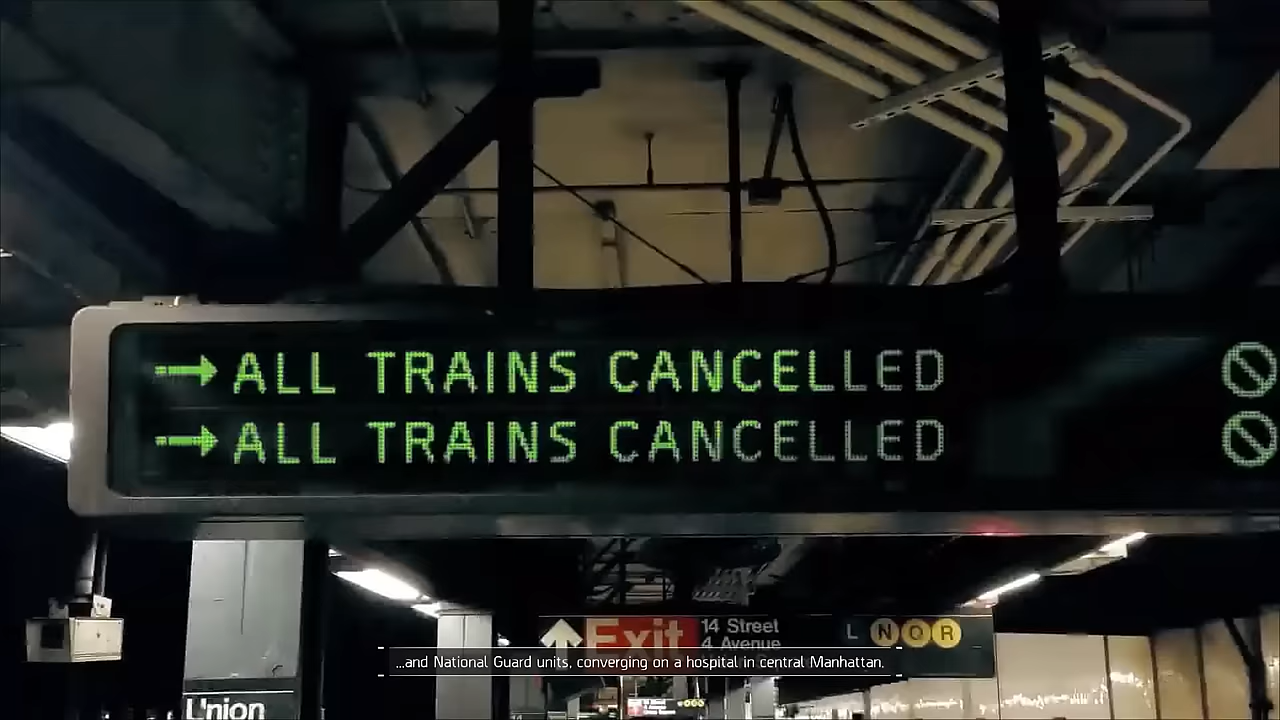 ALL TRAINS CANCELLED
ALL TRAINS CANCELLED
Exit 14 Street
4 Avenue
L N Q R
...and National Guard units, converging on a hospital in central Manhattan.
Union